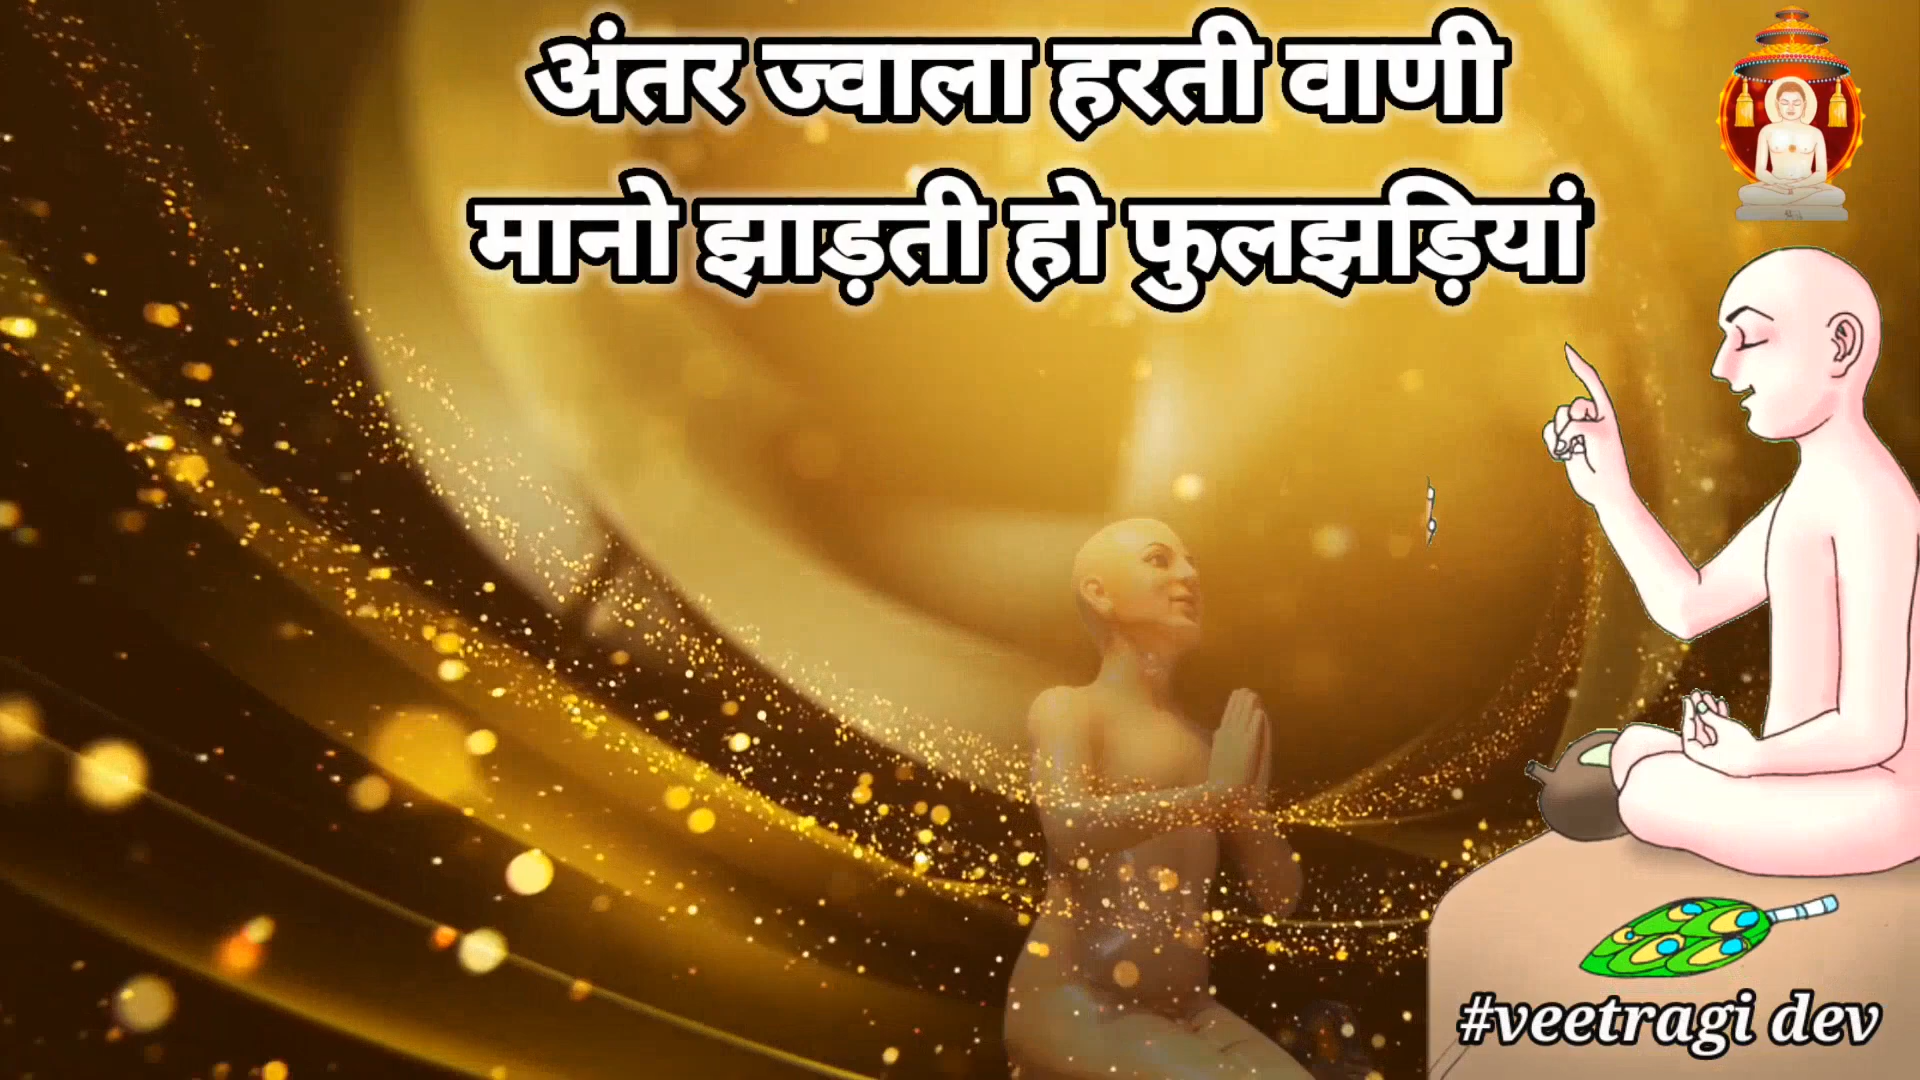 अंतर ज्वाला हरती वाणी
मानो झाड़ती हो फुलझड़ियां
#veetragi dev